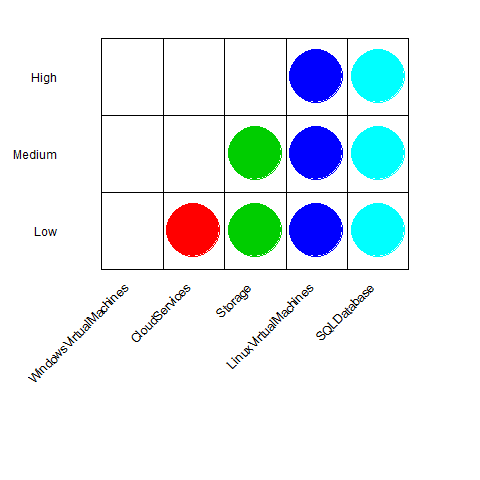 High
Medium
Low
WindowsVirtualMachines
CloudServices
Storage
LinuxVirtualMachines
SQLDatabase